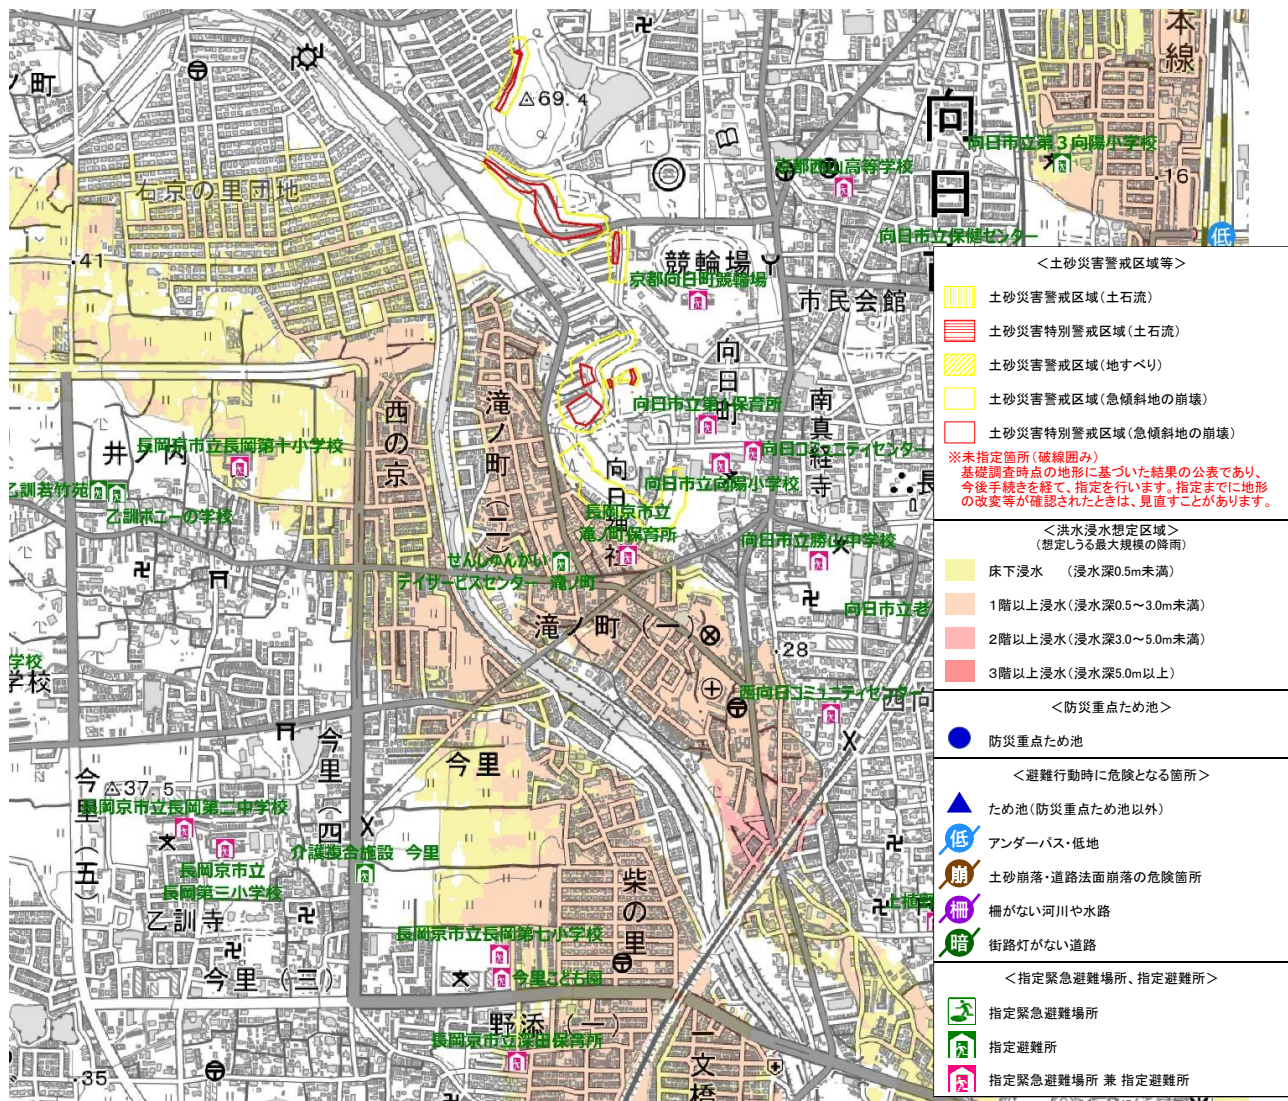 本線
ノ町
69.4
向日
向日市立第３向陽小学校
京都西山高等学校
16
右京の里団地
向日市立保健センター
低
41
競輪場
京都向日町競輪場
市民会館
向日町
南真経寺
滝ノ町(二)
西の京
向日市立第1保育所
長岡京市立長岡第十小学校
井ノ内
向日コミュニティセンター
向日神社
向日市立向陽小学校
乙訓若竹苑
乙訓ポニーの学校
長岡京市立
滝ノ町保育所
向日市立勝山中学校
せんしゅんかい
デイサービスセンター 滝ノ町
向日市立老
滝ノ町(一)
28
学校
学校
西向日コミュニティセンター
今里(四)
今里
今里(五)
37.5
長岡京市立長岡第二中学校
長岡京市立
長岡第三小学校
介護複合施設 今里
柴の里
乙訓寺
上植野
長岡京市立長岡第七小学校
今里こども園
今里(三)
野添(一)
長岡京市立深田保育所
一文橋
35
＜土砂災害警戒区域等＞
土砂災害警戒区域(土石流)
土砂災害特別警戒区域(土石流)
土砂災害警戒区域(地すべり)
土砂災害警戒区域(急傾斜地の崩壊)
土砂災害特別警戒区域(急傾斜地の崩壊)
※未指定箇所(破線囲み)
基礎調査時点の地形に基づいた結果の公表であり、
今後手続きを経て、指定を行います。指定までに地形
の改変等が確認されたときは、見直すことがあります。
＜洪水浸水想定区域＞
(想定しうる最大規模の降雨)
床下浸水 (浸水深0.5m未満)
１階以上浸水(浸水深0.5～3.0m未満)
２階以上浸水(浸水深3.0～5.0m未満)
３階以上浸水(浸水深5.0m以上)
＜防災重点ため池＞
防災重点ため池
＜避難行動時に危険となる箇所＞
ため池(防災重点ため池以外)
低 アンダーパス・低地
崩 土砂崩落・道路法面崩落の危険箇所
柵 柵がない河川や水路
暗 街路灯がない道路
＜指定緊急避難場所、指定避難所＞
指定緊急避難場所
指定避難所
指定緊急避難場所 兼 指定避難所